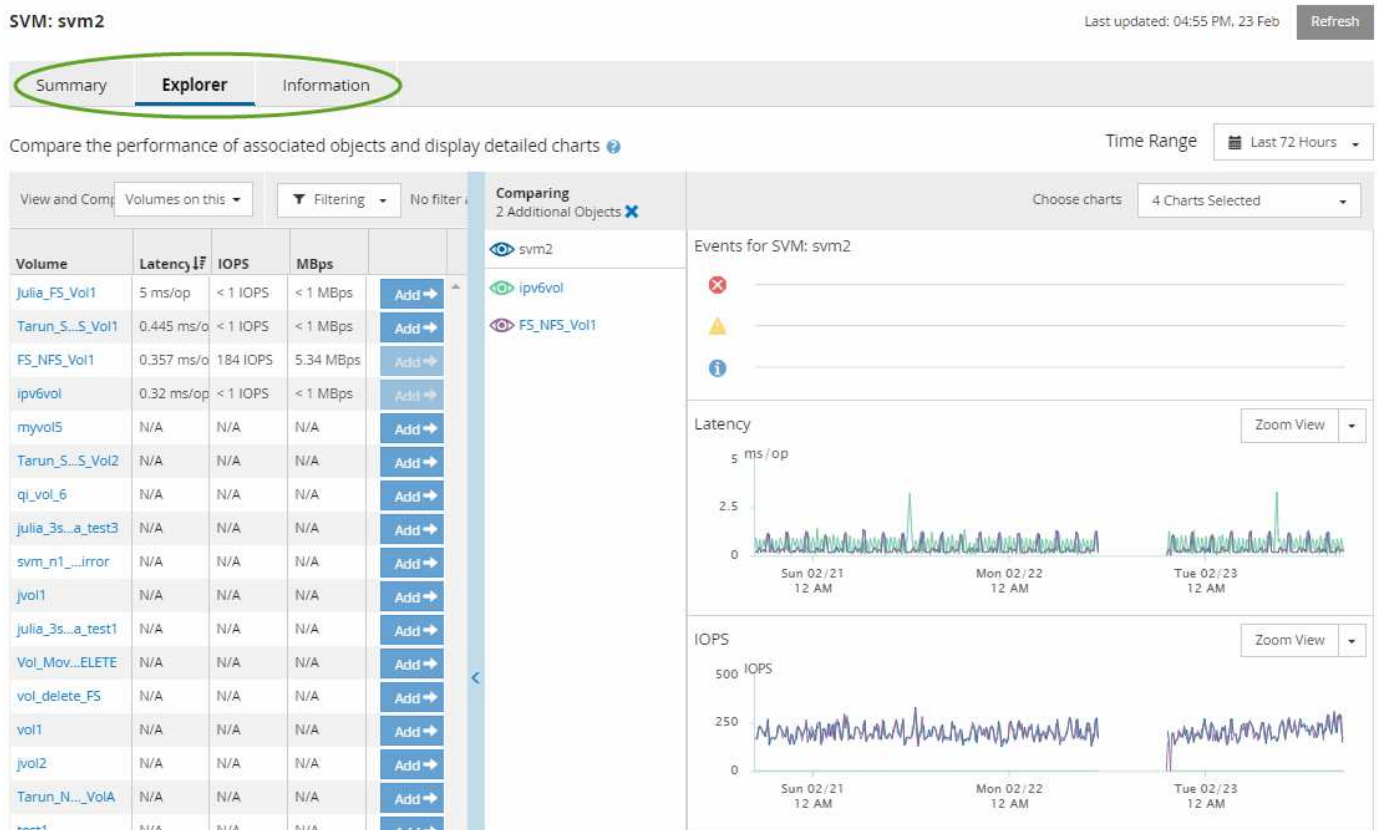 SVM: svm2
Last updated: 04:55 PM, 23 Feb
Refresh
Summary Explorer Information
Compare the performance of associated objects and display detailed charts ?
Time Range Last 72 Hours
View and Comp Volumes on this Filtering No filter
Volume Latency IOPS MBps
Julia_FS_Vol1 5 ms/op < 1 IOPS < 1 MBps Add
Tarun_S...S_Vol1 0.445 ms/o < 1 IOPS < 1 MBps Add
FS_NFS_Vol1 0.357 ms/o 184 IOPS 5.34 MBps Add
ipv6vol 0.32 ms/op < 1 IOPS < 1 MBps Add
myvol5 N/A N/A N/A Add
Tarun_S...S_Vol2 N/A N/A N/A Add
qi_vol_6 N/A N/A N/A Add
julia_3s...a_test3 N/A N/A N/A Add
svm_n1_...irror N/A N/A N/A Add
jvol1 N/A N/A N/A Add
julia_3s...a_test1 N/A N/A N/A Add
Vol_Mov...ELETE N/A N/A N/A Add
vol_delete_FS N/A N/A N/A Add
vol1 N/A N/A N/A Add
jvol2 N/A N/A N/A Add
Tarun_N..._VolA N/A N/A N/A Add
test1 N/A N/A N/A Add
Comparing
2 Additional Objects
svm2
ipv6vol
FS_NFS_Vol1
Choose charts 4 Charts Selected
Events for SVM: svm2
Latency
Zoom View
5 ms/op
2.5
0
Sun 02/21 Mon 02/22 Tue 02/23
12 AM 12 AM 12 AM
IOPS
Zoom View
500 IOPS
250
0
Sun 02/21 Mon 02/22 Tue 02/23
12 AM 12 AM 12 AM